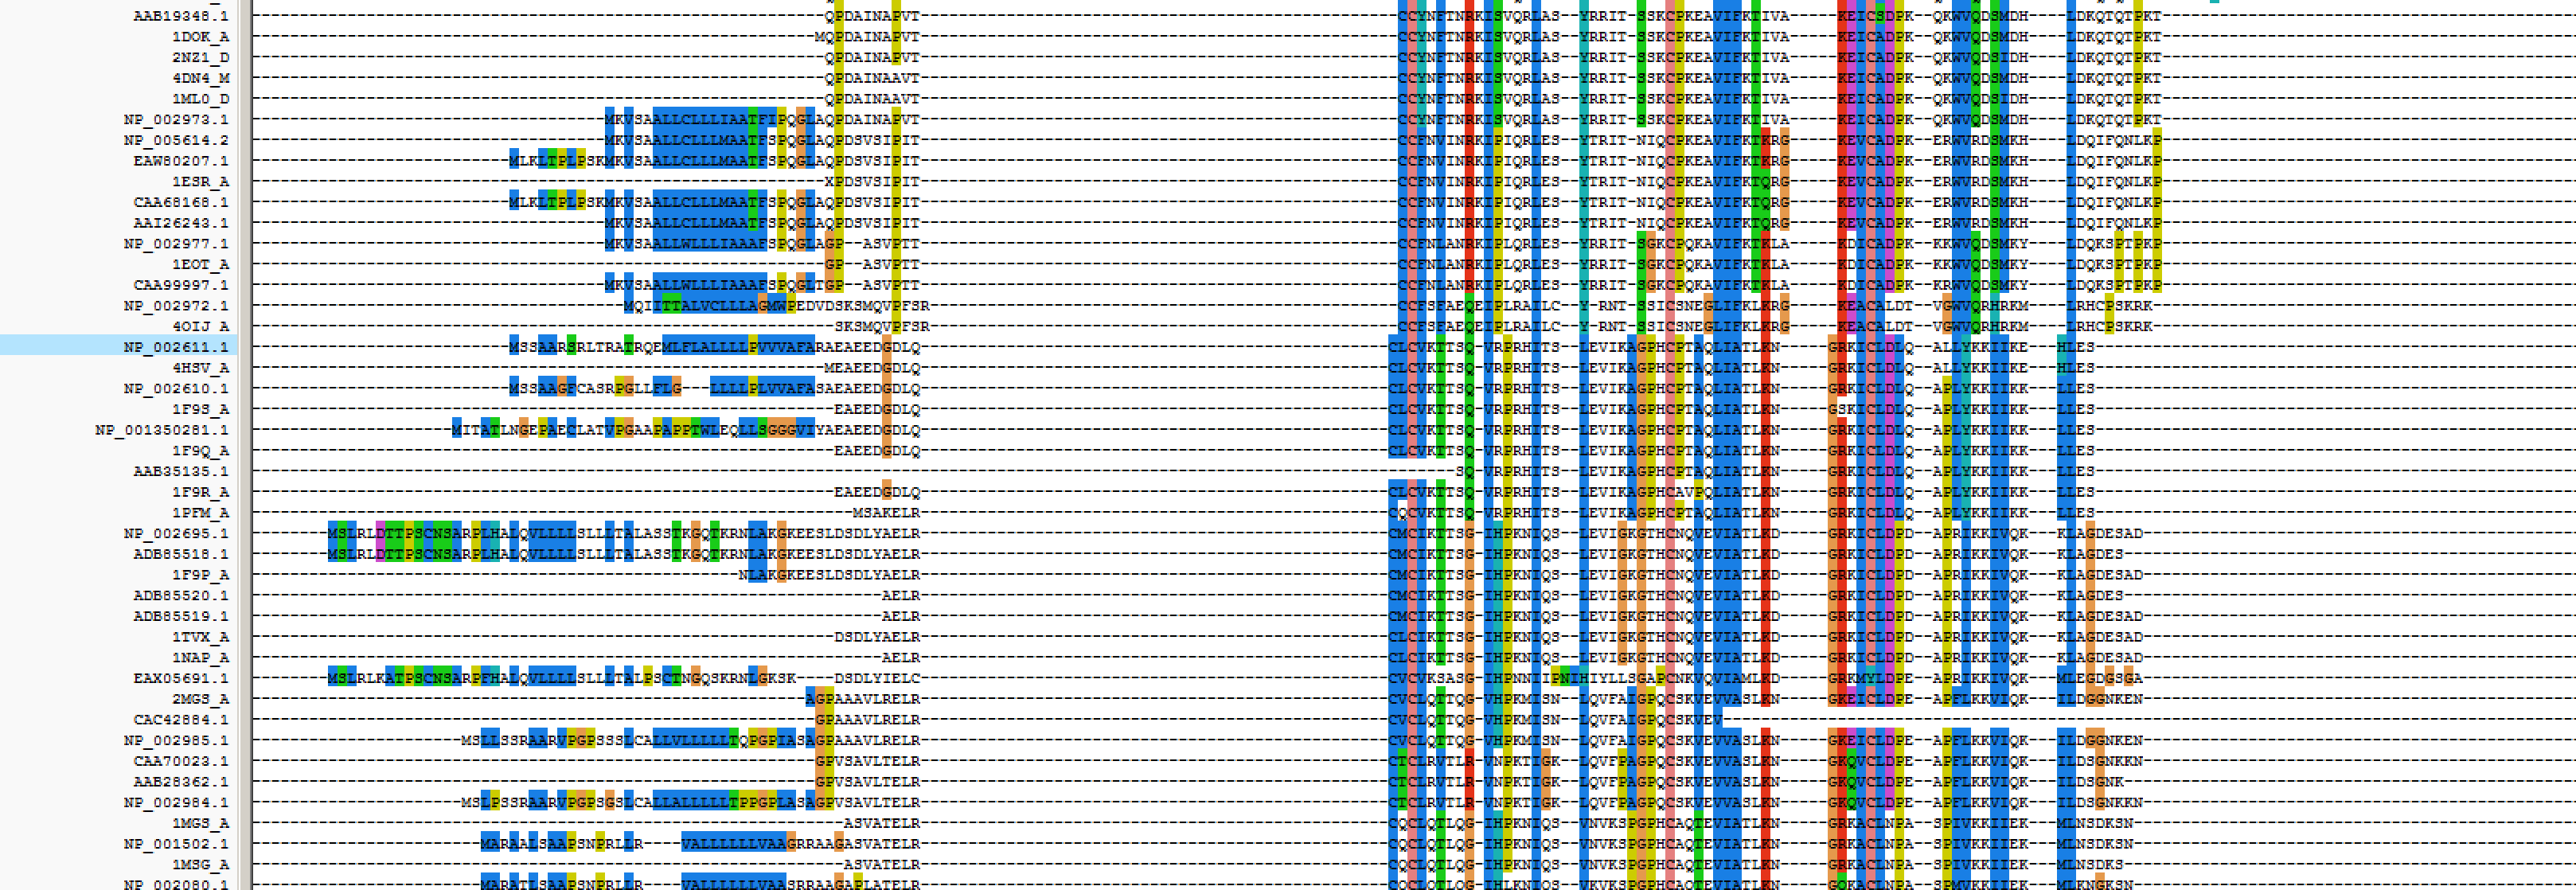 AAB19348.1 QPDAINAPVT CCYNFTNRKISVQRLAS--YRRIT-SSKCPKEAVIFKTIVA KEICSDPK--QKWVQDSMDH LDKQTQTPKT
1DOK_A MQPDAINAPVT CCYNFTNRKISVQRLAS--YRRIT-SSKCPKEAVIFKTIVA KEICADPK--QKWVQDSMDH LDKQTQTPKT
2NZ1_D QPDAINAPVT CCYNFTNRKISVQRLAS--YRRIT-SSKCPKEAVIFKTIVA KEICADPK--QKWVQDSIDH LDKQTQTPKT
4DN4_M QPDAINAAVT CCYNFTNRKISVQRLAS--YRRIT-SSKCPKEAVIFKTIVA KEICADPK--QKWVQDSMDH LDKQTQTPKT
1ML0_D QPDAINAAVT CCYNFTNRKISVQRLAS--YRRIT-SSKCPKEAVIFKTIVA KEICADPK--QKWVQDSIDH LDKQTQTPKT
NP_002973.1 MKVSAALLCLLLIAATFIPQGLAQPDAINAPVT CCYNFTNRKISVQRLAS--YRRIT-SSKCPKEAVIFKTIVA KEICADPK--QKWVQDSMDH LDKQTQTPKT
NP_005614.2 MKVSAALLCLLLMAATFSPQGLAQPDSVSIPIT CCFNVINRKIPIQRLES--YTRIT-NIQCPKEAVIFKTKRG KEVCADPK--ERWVRDSMKH LDQIFQNLKP
EAW80207.1 MLKLTPLPSKMKVSAALLCLLLMAATFSPQGLAQPDSVSIPIT CCFNVINRKIPIQRLES--YTRIT-NIQCPKEAVIFKTKRG KEVCADPK--ERWVRDSMKH LDQIFQNLKP
1ESR_A XPDSVSIPIT CCFNVINRKIPIQRLES--YTRIT-NIQCPKEAVIFKTQRG KEVCADPK--ERWVRDSMKH LDQIFQNLKP
CAA68168.1 MLKLTPLPSKMKVSAALLCLLLMAATFSPQGLAQPDSVSIPIT CCFNVINRKIPIQRLES--YTRIT-NIQCPKEAVIFKTQRG KEVCADPK--ERWVRDSMKH LDQIFQNLKP
AAI26243.1 MKVSAALLCLLLMAATFSPQGLAQPDSVSIPIT CCFNVINRKIPIQRLES--YTRIT-NIQCPKEAVIFKTQRG KEVCADPK--ERWVRDSMKH LDQIFQNLKP
NP_002977.1 MKVSAALLWLLLIAAAFSPQGLAGP--ASVPTT CCFNLANRKIPLQRLES--YRRIT-SGKCPQKAVIFKTKLA KDICADPK--KKWVQDSMKY LDQKSPTPKP
1EOT_A GP--ASVPTT CCFNLANRKIPLQRLES--YRRIT-SGKCPQKAVIFKTKLA KDICADPK--KKWVQDSMKY LDQKSPTPKP
CAA99997.1 MKVSAALLWLLLIAAAFSPQGLTGP--ASVPTT CCFNLANRKIPLQRLES--YRRIT-SGKCPQKAVIFKTKLA KDICADPK--KRWVQDSMKY LDQKSPTPKP
NP_002972.1 MQIITTALVCLLLAGMWPEDVDSKSMQVPFSR CCFSFAEQEIPLRAILC--Y-RNT-SSICSNEGLIFKLKRG KEACALDT--VGWVQRHRKM LRHCPSKRK
4OIJ_A SKSMQVPFSR CCFSFAEQEIPLRAILC--Y-RNT-SSICSNEGLIFKLKRG KEACALDT--VGWVQRHRKM LRHCPSKRK
NP_002611.1 MSSAARSRLTRATRQEMLFLALLLLPVVVAFARAEAEEDGDLQ CLCVKTTSQ-VRPRHITS--LEVIKAGPHCPTAQLIATLKN GRKICLDLQ--ALLYKKIIKE HLES
4HSV_A MEAEEDGDLQ CLCVKTTSQ-VRPRHITS--LEVIKAGPHCPTAQLIATLKN GRKICLDLQ--ALLYKKIIKE HLES
NP_002610.1 MSSAAGFCASRPGLLFLG---LLLLPLVVAFASAEAEEDGDLQ CLCVKTTSQ-VRPRHITS--LEVIKAGPHCPTAQLIATLKN GRKICLDLQ--APLYKKIIKK LLES
1F9S_A EAEEDGDLQ CLCVKTTSQ-VRPRHITS--LEVIKAGPHCPTAQLIATLKN GSKICLDLQ--APLYKKIIKK LLES
NP_001350281.1 MITATLNGEPAECLATVPGAAPAPPTWLEQLLSGGGVIYAEAEEDGDLQ CLCVKTTSQ-VRPRHITS--LEVIKAGPHCPTAQLIATLKN GRKICLDLQ--APLYKKIIKK LLES
1F9Q_A EAEEDGDLQ CLCVKTTSQ-VRPRHITS--LEVIKAGPHCPTAQLIATLKN GRKICLDLQ--APLYKKIIKK LLES
AAB35135.1 SQ-VRPRHITS--LEVIKAGPHCPTAQLIATLKN GRKICLDLQ--APLYKKIIKK LLES
1F9R_A EAEEDGDLQ CLCVKTTSQ-VRPRHITS--LEVIKAGPHCAVPQLIATLKN GRKICLDLQ--APLYKKIIKK LLES
1PFM_A MSAKELR CQCVKTTSQ-VRPRHITS--LEVIKAGPHCPTAQLIATLKN GRKICLDLQ--APLYKKIIKK LLES
NP_002695.1 MSLRLDTTPSCNSARPLHALQVLLLLSLLLTALASSTKGQTKRNLAKGKEESLDSDLYAELR CMCIKTTSG-IHPKNIQS--LEVIGKGTHCNQVEVIATLKD GRKICLDPD--APRIKKIVQK KLAGDESAD
ADB85518.1 MSLRLDTTPSCNSARPLHALQVLLLLSLLLTALASSTKGQTKRNLAKGKEESLDSDLYAELR CMCIKTTSG-IHPKNIQS--LEVIGKGTHCNQVEVIATLKD GRKICLDPD--APRIKKIVQK KLAGDES
1F9P_A NLAKGKEESLDSDLYAELR CMCIKTTSG-IHPKNIQS--LEVIGKGTHCNQVEVIATLKD GRKICLDPD--APRIKKIVQK KLAGDESAD
ADB85520.1 AELR CMCIKTTSG-IHPKNIQS--LEVIGKGTHCNQVEVIATLKD GRKICLDPD--APRIKKIVQK KLAGDES
ADB85519.1 AELR CMCIKTTSG-IHPKNIQS--LEVIGKGTHCNQVEVIATLKD GRKICLDPD--APRIKKIVQK KLAGDESAD
1TVX_A DSDLYAELR CLCIKTTSG-IHPKNIQS--LEVIGKGTHCNQVEVIATLKD GRKICLDPD--APRIKKIVQK KLAGDESAD
1NAP_A AELR CLCIKTTSG-IHPKNIQS--LEVIGKGTHCNQVEVIATLKD GRKICLDPD--APRIKKIVQK KLAGDESAD
EAX05691.1 MSLRLKATPSCNSARPFHALQVLLLLSLLLTALPSCTNGQSKRNLGKSK----DSDLYIELC CVCVKSASG-IHPNNIIPNIHIYLLSGAPCNKVQVIAMLKD GRKMYLDPE--APRIKKIVQK MLEGDGSGA
2MGS_A AGPAAAVLRELR CVCLQTTQG-VHPKMISN--LQVFAIGPQCSKVEVVASLKN GKEICLDPE--APFLKKVIQK ILDGGNKEN
CAC42884.1 GPAAAVLRELR CVCLQTTQG-VHPKMISN--LQVFAIGPQCSKVEV
NP_002985.1 MSLLSSRAARVPGPSSSLCALLVLLLLLTQPGPIASAGPAAAVLRELR CVCLQTTQG-VHPKMISN--LQVFAIGPQCSKVEVVASLKN GKEICLDPE--APFLKKVIQK ILDGGNKEN
CAA70023.1 GPVSAVLTELR CTCLRVTLR-VNPKTIGK--LQVFPAGPQCSKVEVVASLKN GKQVCLDPE--APFLKKVIQK ILDSGNKKN
AAB28362.1 GPVSAVLTELR CTCLRVTLR-VNPKTIGK--LQVFPAGPQCSKVEVVASLKN GKQVCLDPE--APFLKKVIQK ILDSGNK
NP_002984.1 MSLPSSRAARVPGPSGSLCALLALLLLLTPPGPLASAGPVSAVLTELR CTCLRVTLR-VNPKTIGK--LQVFPAGPQCSKVEVVASLKN GKQVCLDPE--APFLKKVIQK ILDSGNKKN
1MGS_A ASVATELR CQCLQTLQG-IHPKNIQS--VNVKSPGPHCAQTEVIATLKN GRKACLNPA--SPIVKKIIEK MLNSDKSN
NP_001502.1 MARAALSAAPSNPRLLR----VALLLLLLVAAGRRAAGASVATELR CQCLQTLQG-IHPKNIQS--VNVKSPGPHCAQTEVIATLKN GRKACLNPA--SPIVKKIIEK MLNSDKSN
1MSG_A ASVATELR CQCLQTLQG-IHPKNIQS--VNVKSPGPHCAQTEVIATLKN GRKACLNPA--SPIVKKIIEK MLNSDKS
NP_002080.1 MARATLSAAPSNPRLLR----VALLLLLLVAASRRAAGAPLATELR CQCLQTLQG-IHLKNIQS--VKVKSPGPHCAQTEVIATLKN GQKACLNPA--SPMVKKIIEK MLKNGKSN